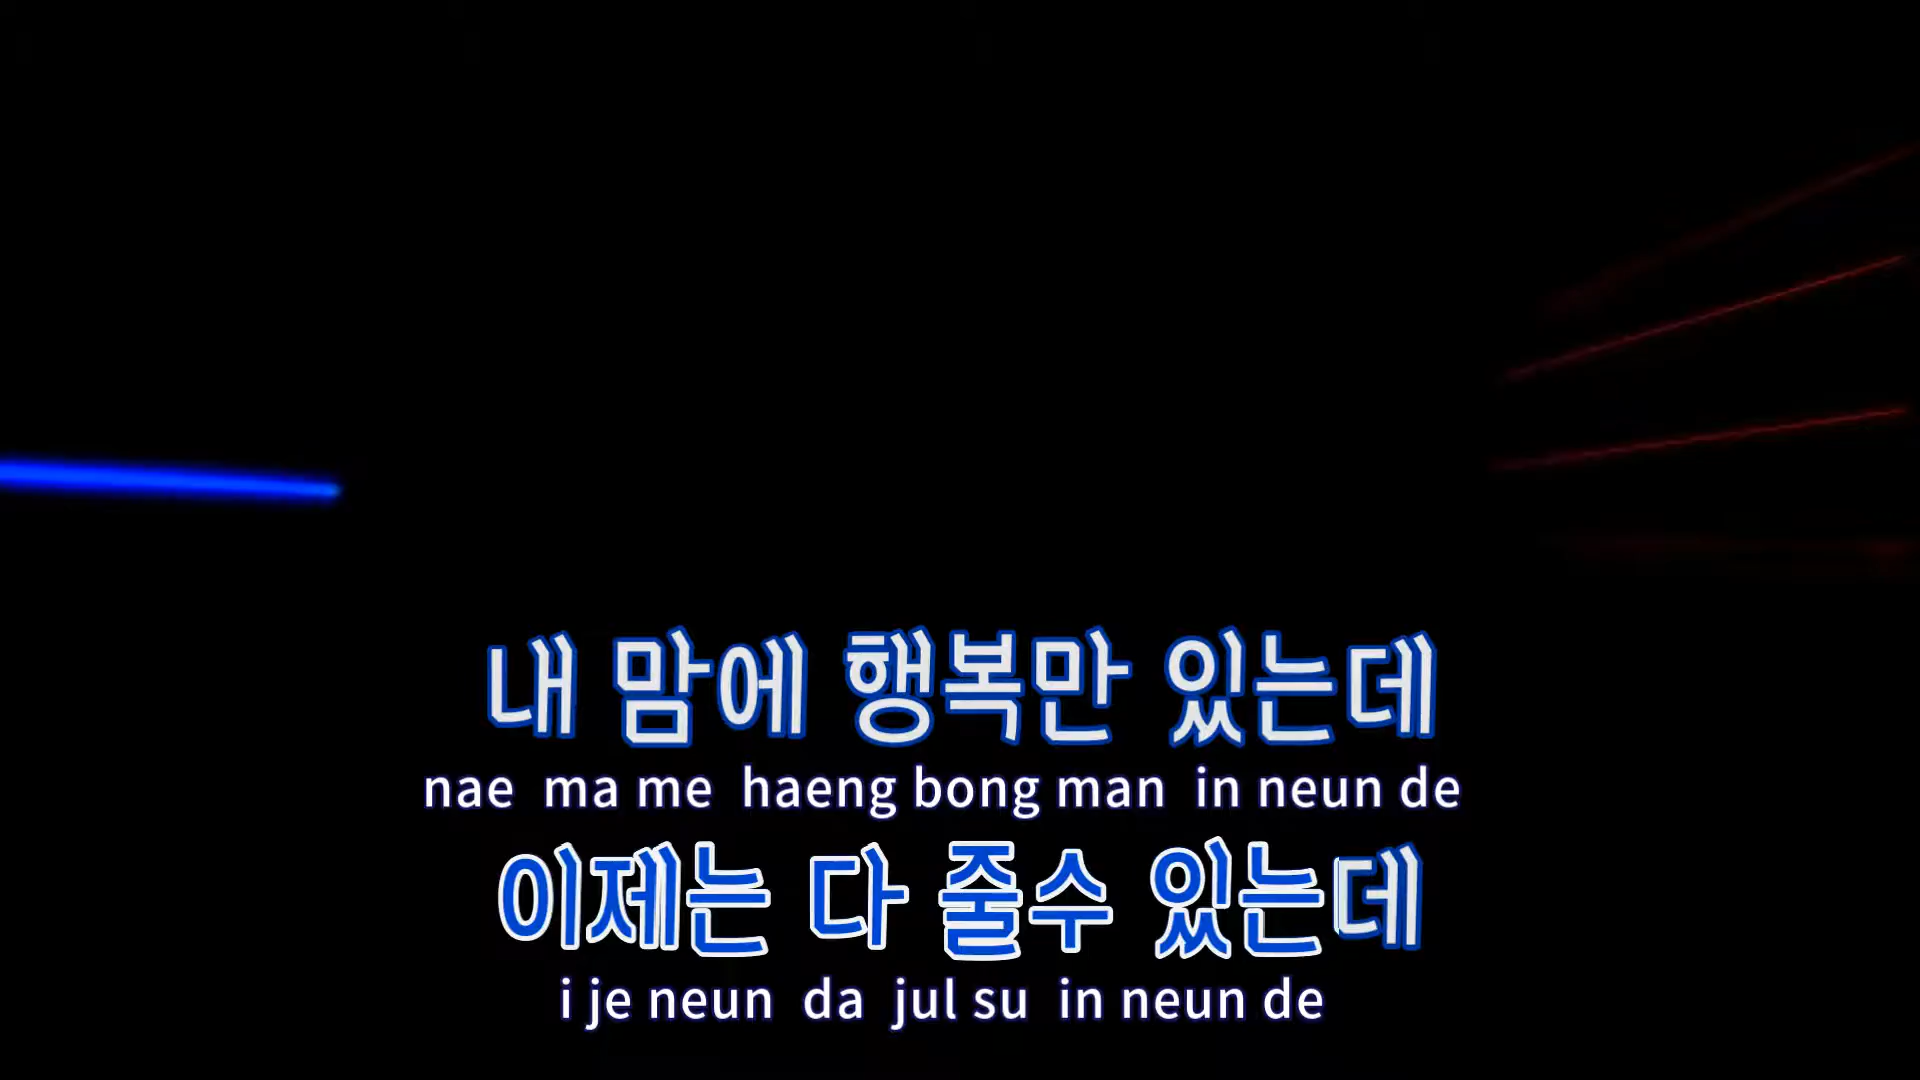 내 맘에 행복만 있는데
nae ma me haeng bong man in neun de
이제는 다 줄수 있는데
i je neun da jul su in neun de